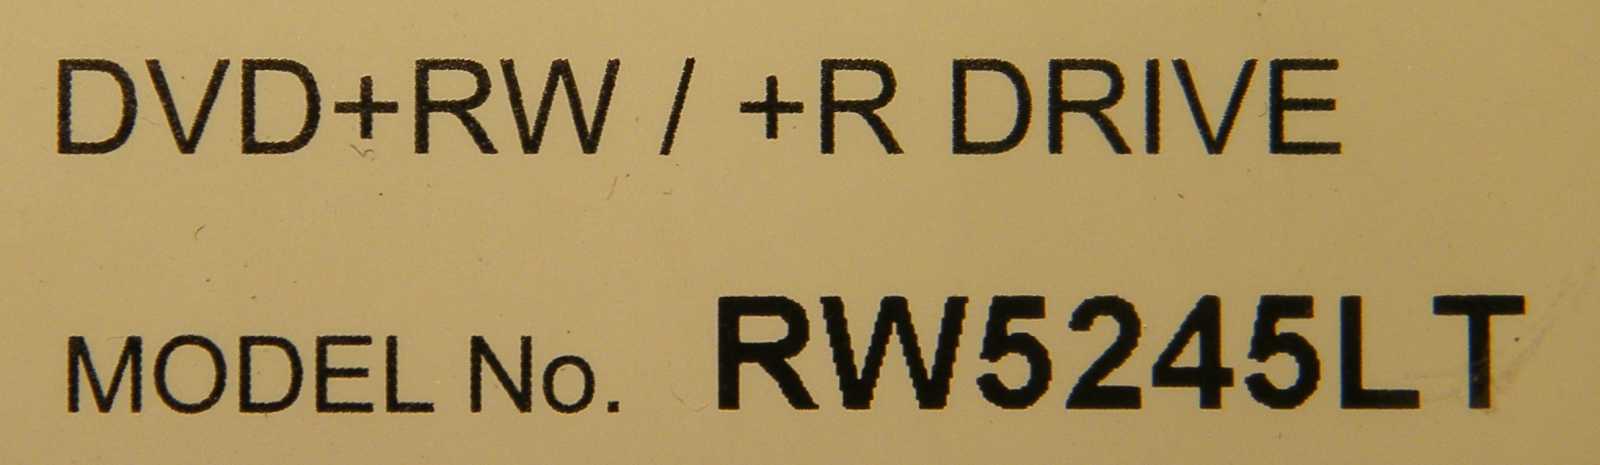 DVD+RW / +R DRIVE
MODEL No. RW5245LT